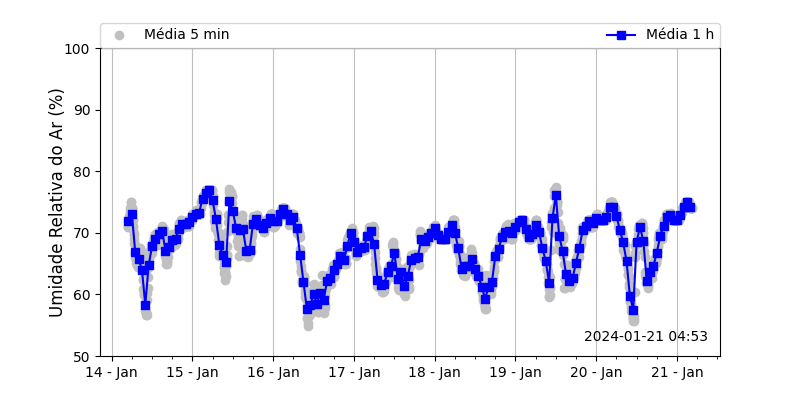 Média 5 min
Média 1 h
Umidade Relativa do Ar (%)
100
90
80
70
60
50
2024-01-21 04:53
14 - Jan
15 - Jan
16 - Jan
17 - Jan
18 - Jan
19 - Jan
20 - Jan
21 - Jan